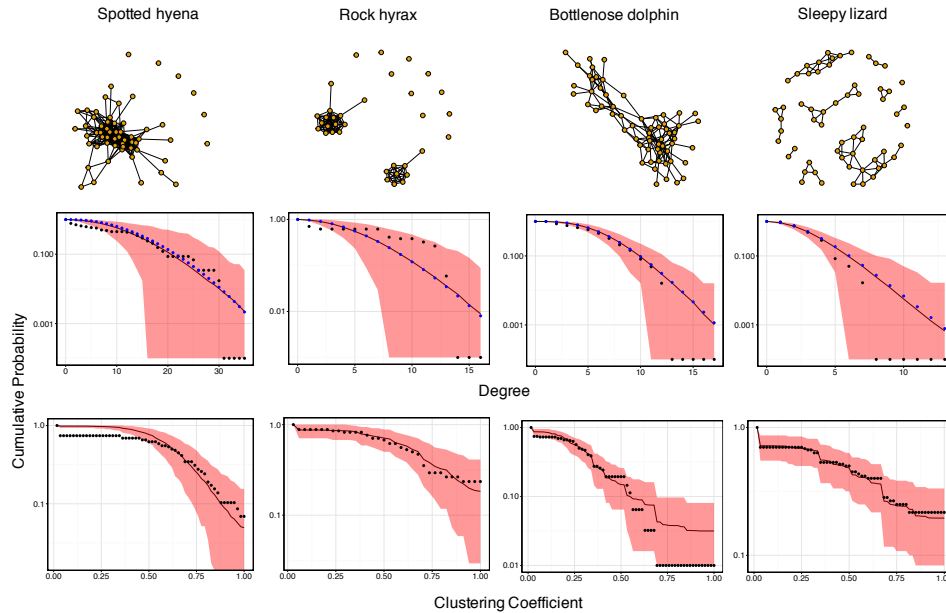 Spotted hyena Rock hyrax Bottlenose dolphin Sleepy lizard
Cumulative Probability
0.100
0.001
0 10 20 30
1.00
0.01
0 5 10 15
0.100
0.001
0 5 10 15
0.100
0.001
0 5 10
Degree
1.0
0.1
0.00 0.25 0.50 0.75 1.00
1.0
0.1
0.00 0.25 0.50 0.75 1.00
1.00
0.10
0.01
0.00 0.25 0.50 0.75 1.00
1.0
0.1
0.00 0.25 0.50 0.75 1.00
Clustering Coefficient